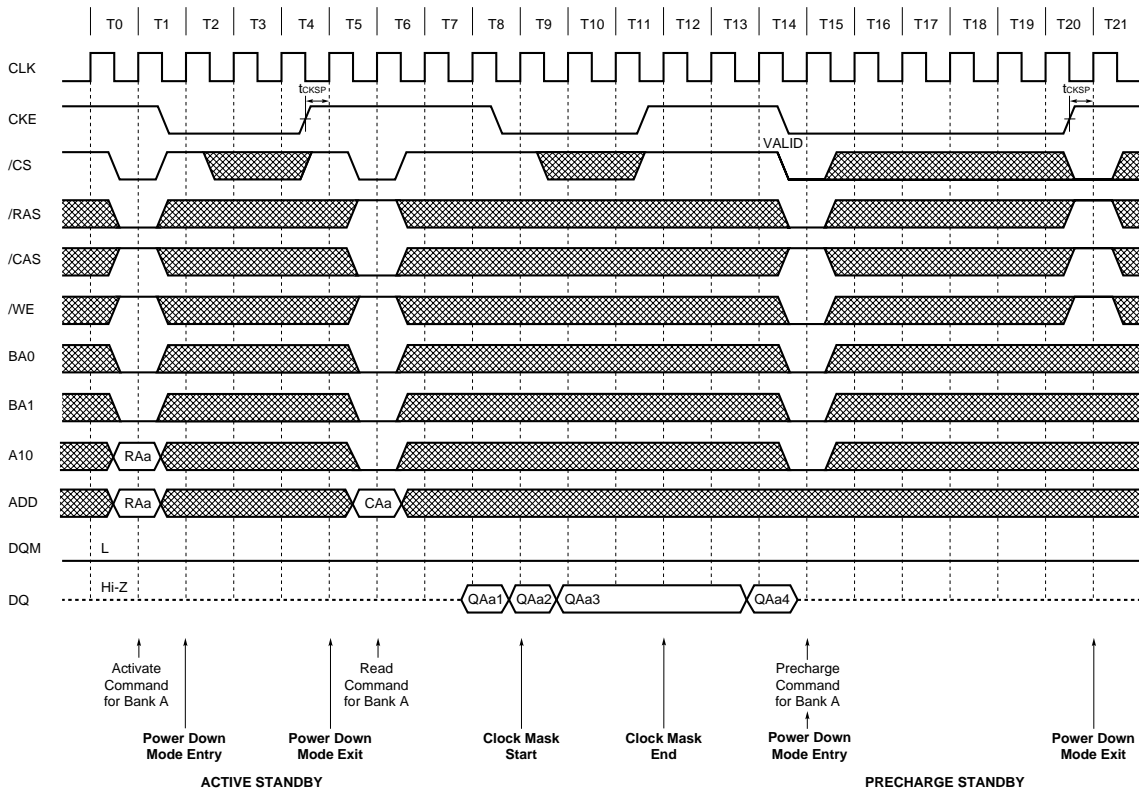 T0 T1 T2 T3 T4 T5 T6 T7 T8 T9 T10 T11 T12 T13 T14 T15 T16 T17 T18 T19 T20 T21
CLK
tCKSP tCKSP
CKE
VALID
/CS
/RAS
/CAS
/WE
BA0
BA1
A10 RAa
ADD RAa CAa
DQM L
Hi-Z
DQ QAa1 QAa2 QAa3 QAa4
Activate
Command
for Bank A
Read
Command
for Bank A
Precharge
Command
for Bank A
Power Down
Mode Entry
Power Down
Mode Exit
Clock Mask
Start
Clock Mask
End
Power Down
Mode Entry
Power Down
Mode Exit
ACTIVE STANDBY
PRECHARGE STANDBY